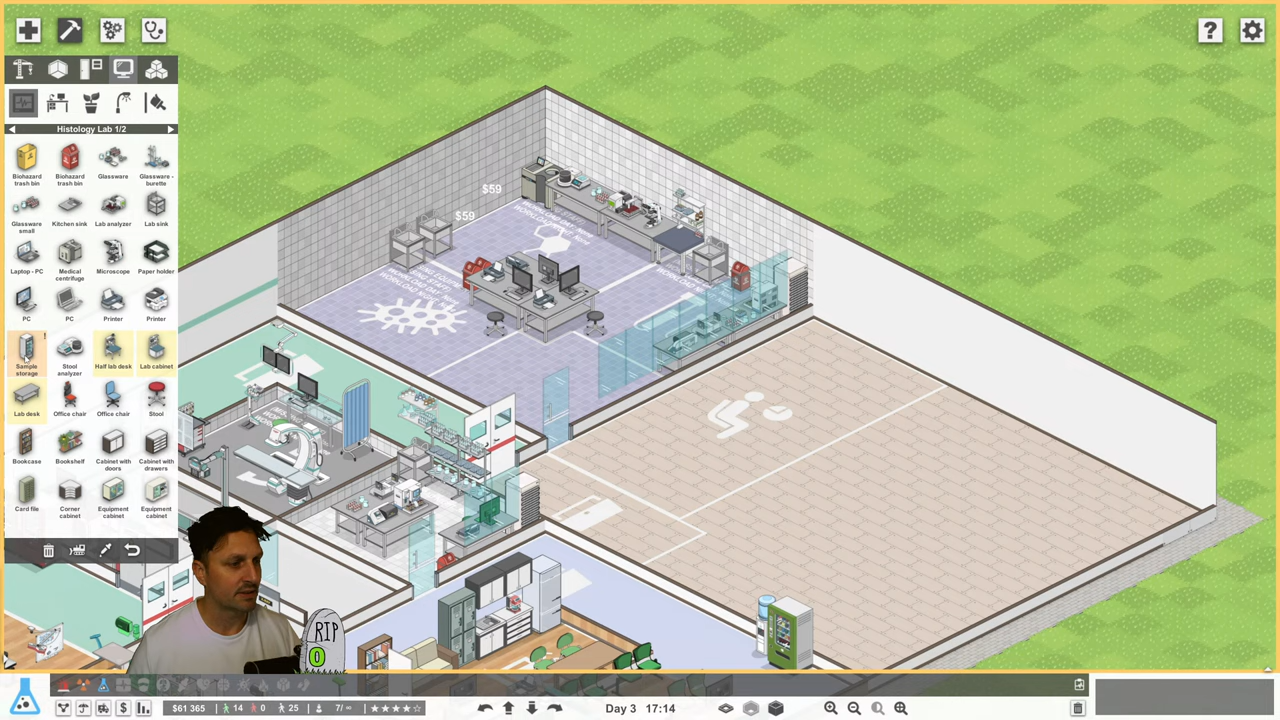 Histology Lab 1/2
Biohazard trash bin
Biohazard trash bin
Glassware
Glassware - burette
Glassware small
Kitchen sink
Lab analyzer
Lab sink
Laptop - PC
Medical centrifuge
Microscope
Paper holder
PC
PC
Printer
Printer
Sample storage
Stool analyzer
Half lab desk
Lab cabinet
Lab desk
Office chair
Office chair
Stool
Bookcase
Bookshelf
Cabinet with doors
Cabinet with drawers
Card file
Corner cabinet
Equipment cabinet
Equipment cabinet
?
$59
$59
WORKLOAD DAY:
WORKLOAD NIGHT:
RIP
0
$61 365
14
0
25
7/∞
Day 3 17:14